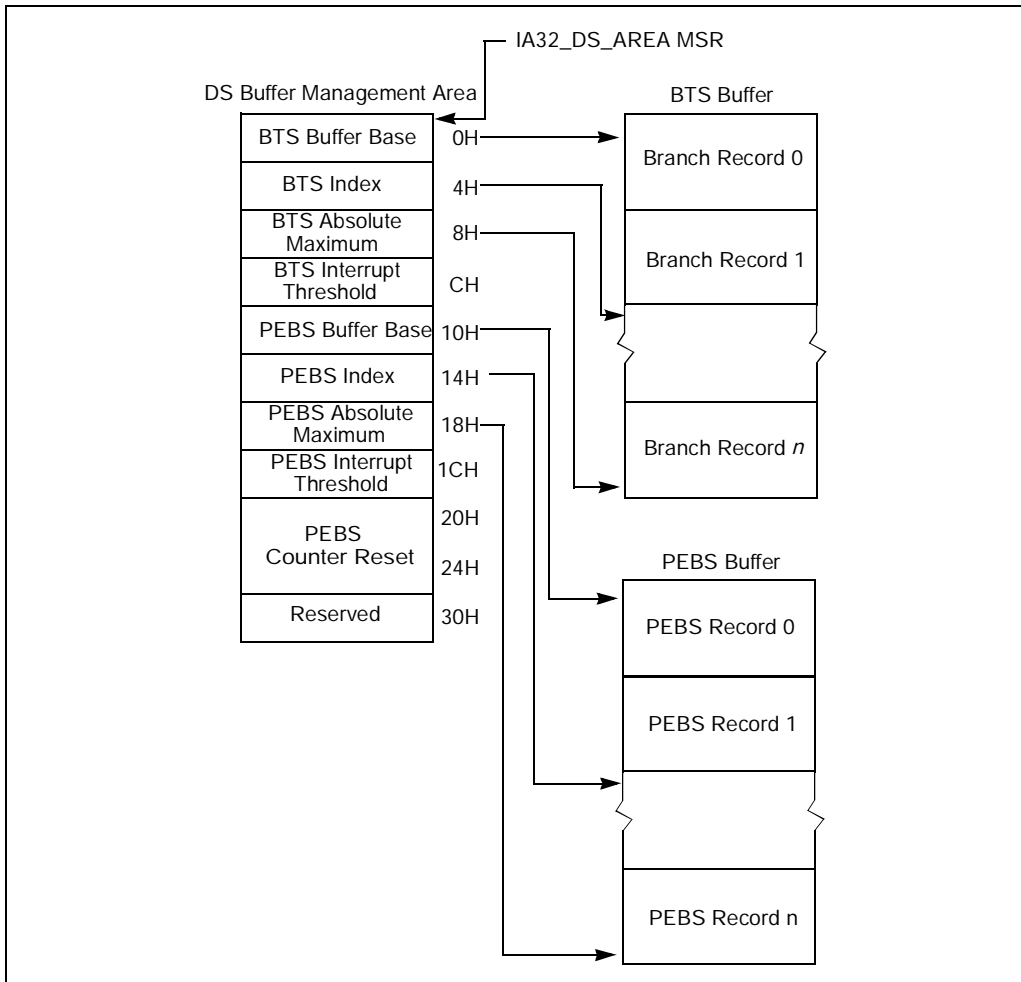 IA32_DS_AREA MSR
DS Buffer Management Area
BTS Buffer Base 0H
BTS Index 4H
BTS Absolute
Maximum 8H
BTS Interrupt
Threshold CH
PEBS Buffer Base 10H
PEBS Index 14H
PEBS Absolute
Maximum 18H
PEBS Interrupt
Threshold 1CH
20H
PEBS
Counter Reset
24H
Reserved 30H
BTS Buffer
Branch Record 0
Branch Record 1
Branch Record n
PEBS Buffer
PEBS Record 0
PEBS Record 1
PEBS Record n